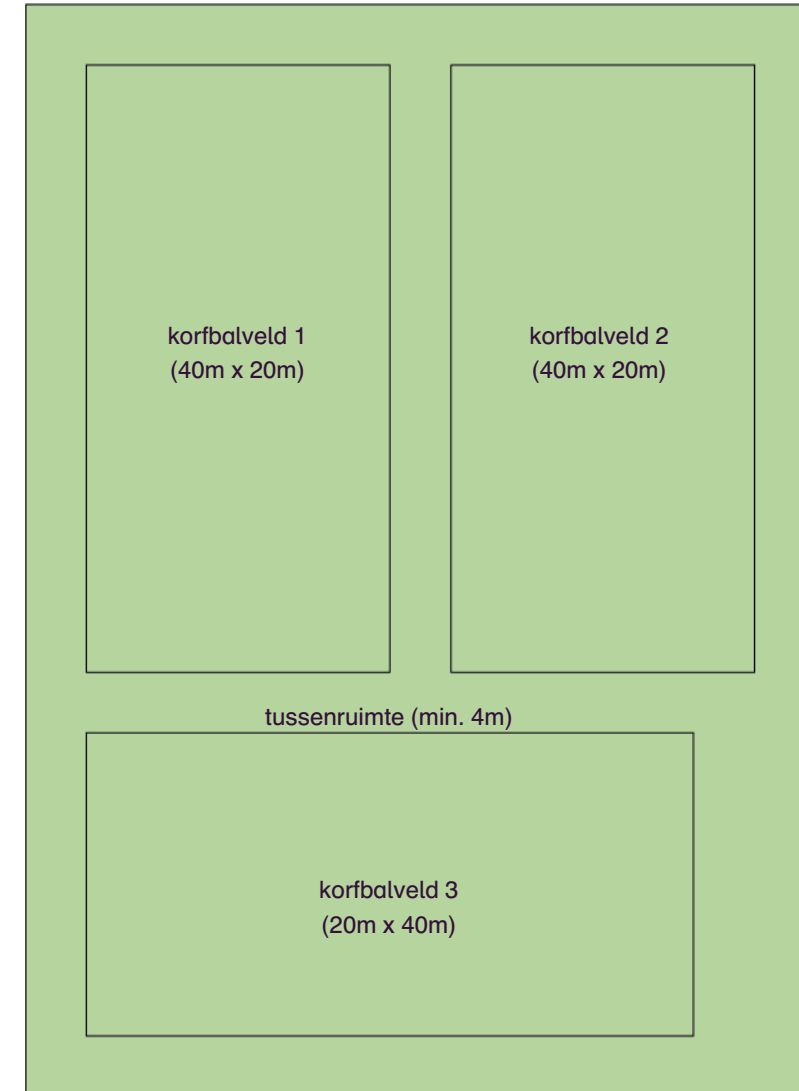 korfbalveld 1
(40m x 20m)
korfbalveld 2
(40m x 20m)
tussenruimte (min. 4m)
korfbalveld 3
(20m x 40m)